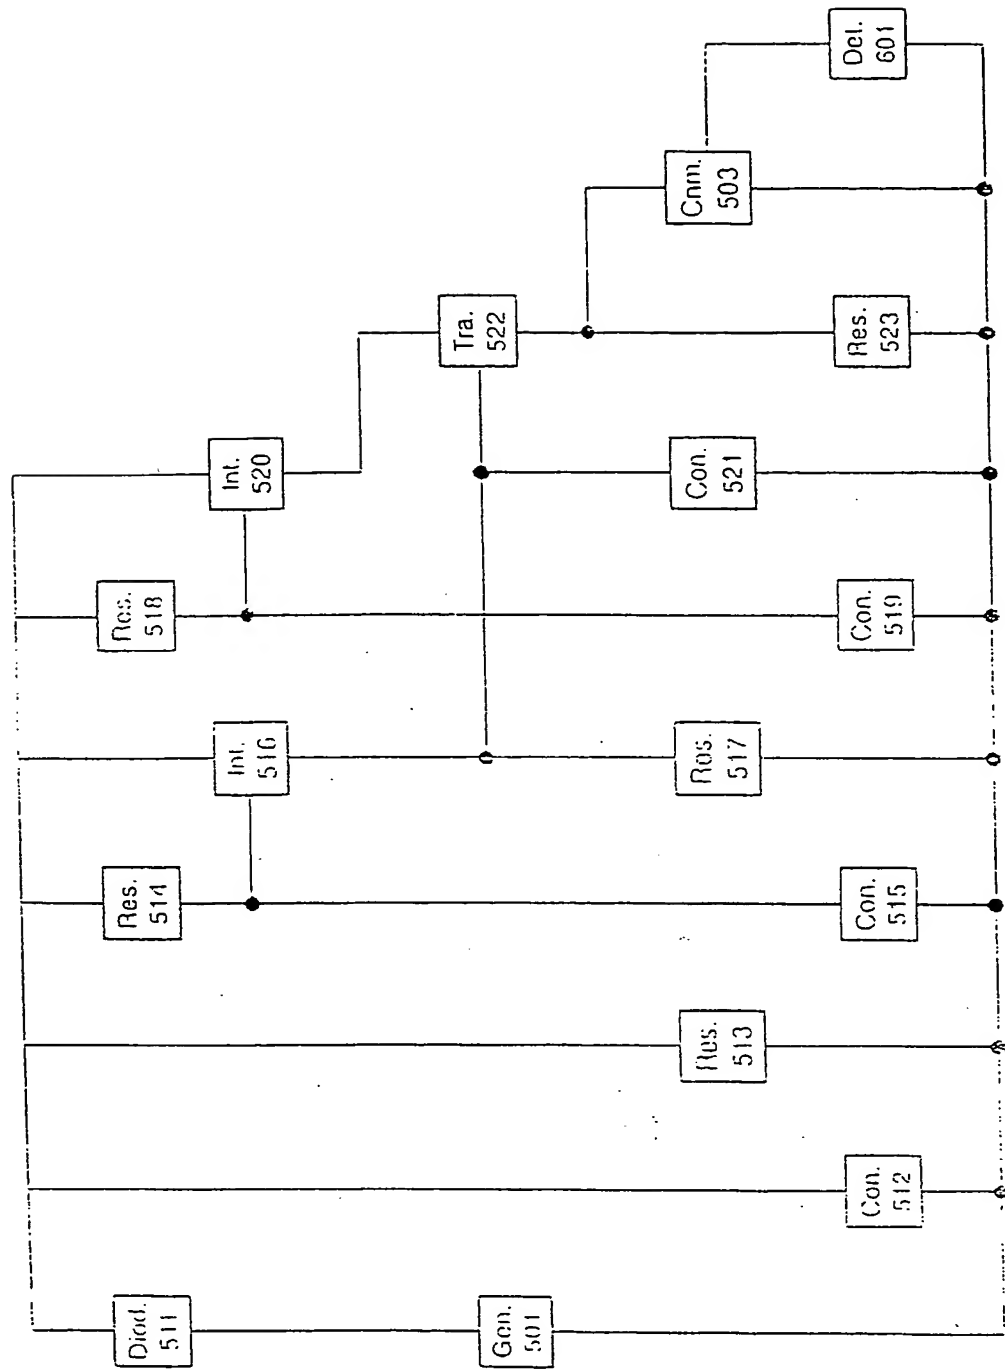 Diod.
511
Res.
514
Res.
518
Int.
516
Int.
520
Gen.
501
Tra.
522
Res.
513
Res.
517
Con.
521
Com.
503
Con.
512
Con.
515
Con.
519
Res.
523
Det.
601